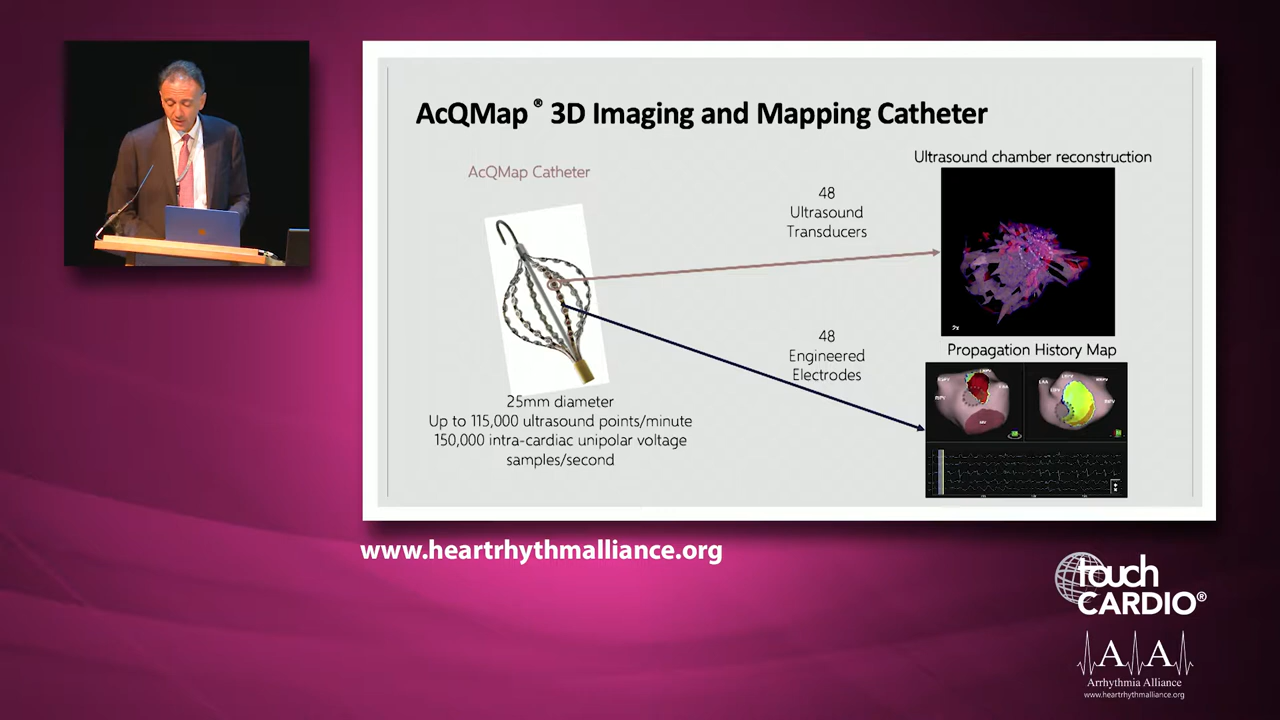 AcQMap® 3D Imaging and Mapping Catheter
AcQMap Catheter
48
Ultrasound
Transducers
Ultrasound chamber reconstruction
2x
48
Engineered
Electrodes
Propagation History Map
MV
25mm diameter
Up to 115,000 ultrasound points/minute
150,000 intra-cardiac unipolar voltage
samples/second
www.heartrhythmalliance.org
touch
CARDIO®
A A
Arrhythmia Alliance
www.heartrhythmalliance.org